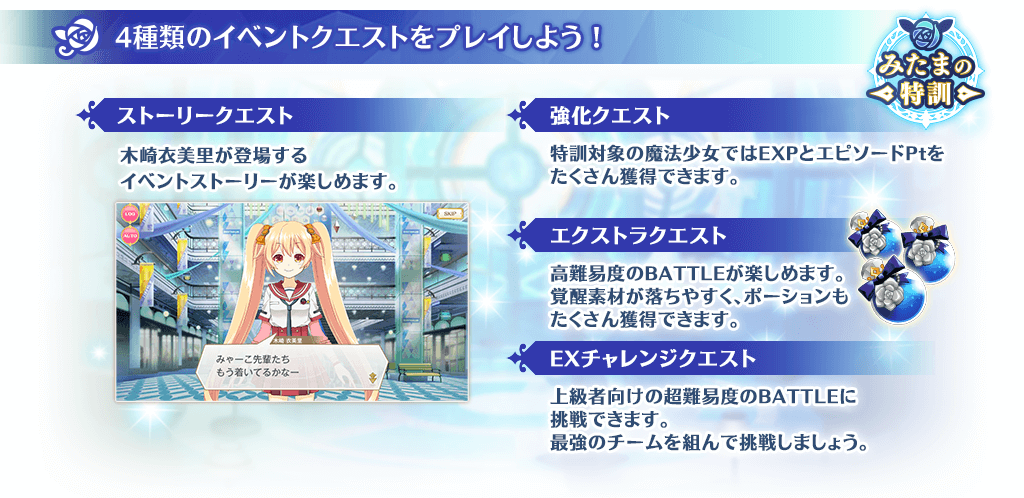 4種類のイベントクエストをプレイしよう！
みたまの
特訓
ストーリークエスト
木崎衣美里が登場する
イベントストーリーが楽しめます。
LOG
AUTO
SKIP
木崎 衣美里
みゃーこ先輩たち
もう着いてるかなー
強化クエスト
特訓対象の魔法少女ではEXPとエピソードPtを
たくさん獲得できます。
エクストラクエスト
高難易度のBATTLEが楽しめます。
覚醒素材が落ちやすく、ポーションも
たくさん獲得できます。
EXチャレンジクエスト
上級者向けの超難易度のBATTLEに
挑戦できます。
最強のチームを組んで挑戦しましょう。